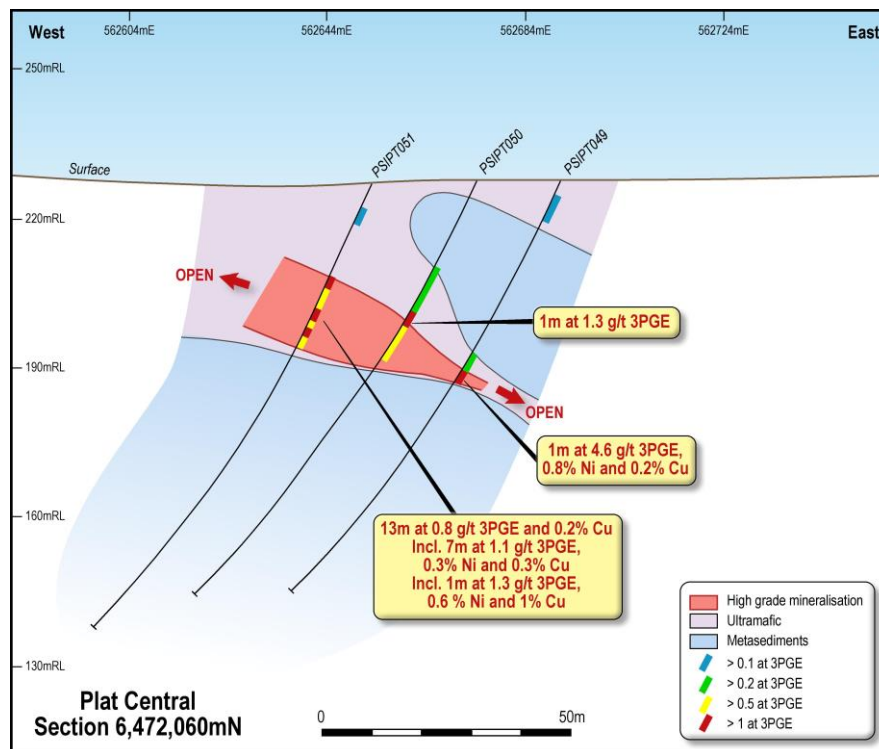 West
562604mE
562644mE
562684mE
562724mE
East
250mRL
Surface
PSIPT051
PSIPT050
PSIPT049
220mRL
OPEN
1m at 1.3 g/t 3PGE
190mRL
OPEN
1m at 4.6 g/t 3PGE,
0.8% Ni and 0.2% Cu
160mRL
13m at 0.8 g/t 3PGE and 0.2% Cu
Incl. 7m at 1.1 g/t 3PGE,
0.3% Ni and 0.3% Cu
Incl. 1m at 1.3 g/t 3PGE,
0.6 % Ni and 1% Cu
130mRL
High grade mineralisation
Ultramafic
Metasediments
> 0.1 at 3PGE
> 0.2 at 3PGE
> 0.5 at 3PGE
> 1 at 3PGE
Plat Central
Section 6,472,060mN
0
50m